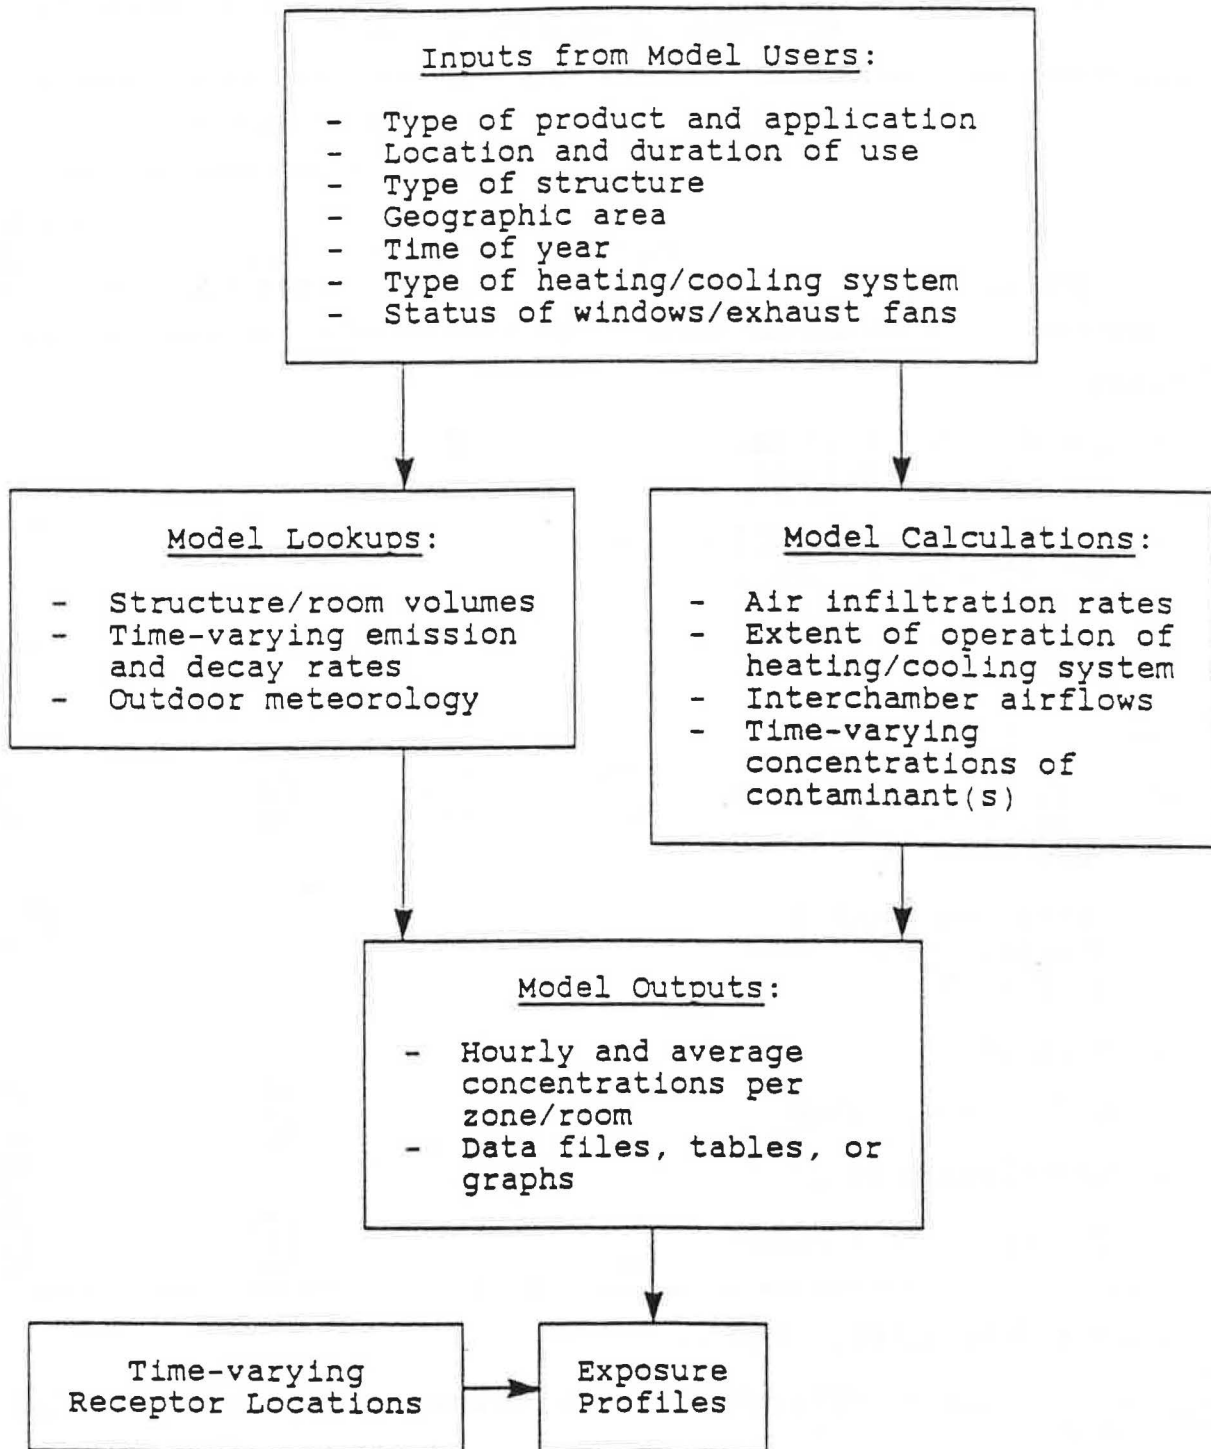 Inputs from Model Users:
- Type of product and application
- Location and duration of use
- Type of structure
- Geographic area
- Time of year
- Type of heating/cooling system
- Status of windows/exhaust fans
Model Lookups:
- Structure/room volumes
- Time-varying emission
and decay rates
- Outdoor meteorology
Model Calculations:
- Air infiltration rates
- Extent of operation of
heating/cooling system
- Interchamber airflows
- Time-varying
concentrations of
contaminant(s)
Model Outputs:
- Hourly and average
concentrations per
zone/room
- Data files, tables, or
graphs
Time-varying
Receptor Locations
Exposure
Profiles